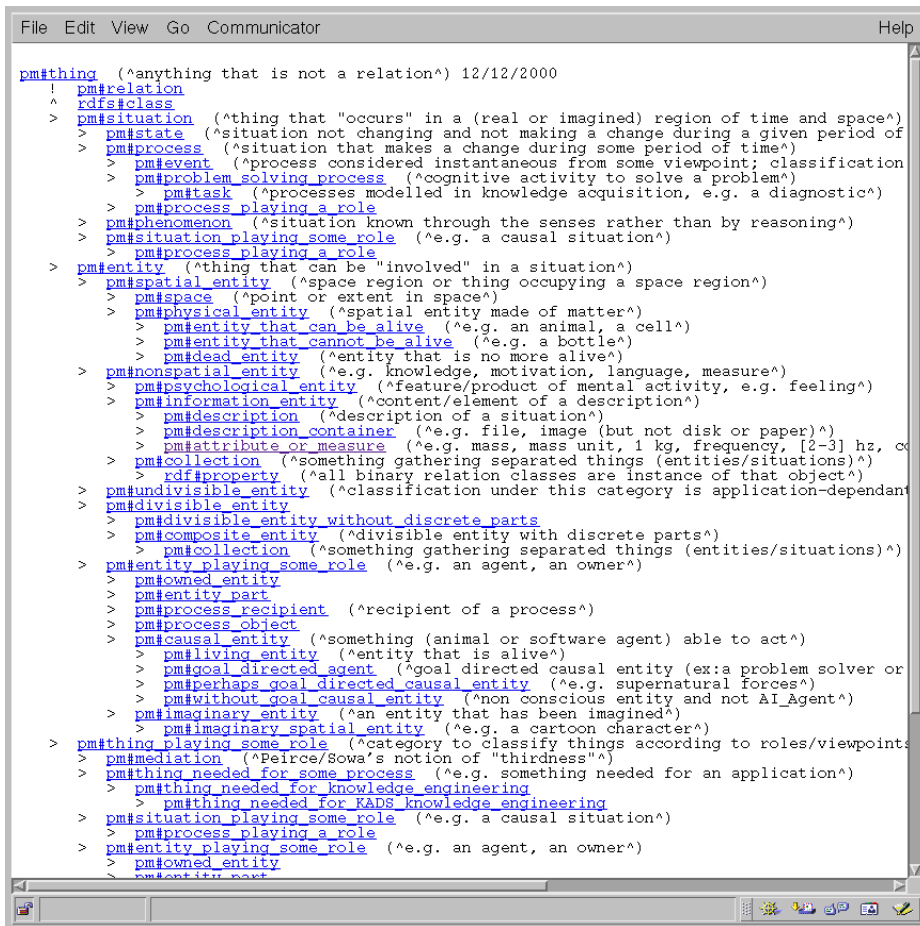 File Edit View Go Communicator Help
pm#thing (^anything that is not a relation^) 12/12/2000
! pm#relation
^ rdfs#class
> pm#situation (^thing that "occurs" in a (real or imagined) region of time and space^)
> pm#state (^situation not changing and not making a change during a given period of
> pm#process (^situation that makes a change during some period of time^)
> pm#event (^process considered instantaneous from some viewpoint; classification
> pm#problem_solving_process (^cognitive activity to solve a problem^)
> pm#task (^processes modelled in knowledge acquisition, e.g. a diagnostic^)
> pm#process_playing_a_role
> pm#phenomenon (^situation known through the senses rather than by reasoning^)
> pm#situation_playing_some_role (^e.g. a causal situation^)
> pm#process_playing_a_role
> pm#entity (^thing that can be "involved" in a situation^)
> pm#spatial_entity (^space region or thing occupying a space region^)
> pm#space (^point or extent in space^)
> pm#physical_entity (^spatial entity made of matter^)
> pm#entity_that_can_be_alive (^e.g. an animal, a cell^)
> pm#entity_that_cannot_be_alive (^e.g. a bottle^)
> pm#dead_entity (^entity that is no more alive^)
> pm#nonspatial_entity (^e.g. knowledge, motivation, language, measure^)
> pm#psychological_entity (^feature/product of mental activity, e.g. feeling^)
> pm#information_entity (^content/element of a description^)
> pm#description (^description of a situation^)
> pm#description_container (^e.g. file, image (but not disk or paper)^)
> pm#attribute_or_measure (^e.g. mass, mass unit, 1 kg, frequency, [2-3] hz, co
> pm#collection (^something gathering separated things (entities/situations)^)
> rdf#property (^all binary relation classes are instance of that object^)
> pm#undivisible_entity (^classification under this category is application-dependant
> pm#divisible_entity
> pm#divisible_entity_without_discrete_parts
> pm#composite_entity (^divisible entity with discrete parts^)
> pm#collection (^something gathering separated things (entities/situations)^)
> pm#entity_playing_some_role (^e.g. an agent, an owner^)
> pm#owned_entity
> pm#entity_part
> pm#process_recipient (^recipient of a process^)
> pm#process_object
> pm#causal_entity (^something (animal or software agent) able to act^)
> pm#living_entity (^entity that is alive^)
> pm#goal_directed_agent (^goal directed causal entity (ex:a problem solver or
> pm#perhaps_goal_directed_causal_entity (^e.g. supernatural forces^)
> pm#without_goal_causal_entity (^non conscious entity and not AI_Agent^)
> pm#imaginary_entity (^an entity that has been imagined^)
> pm#imaginary_spatial_entity (^e.g. a cartoon character^)
> pm#thing_playing_some_role (^category to classify things according to roles/viewpoints
> pm#mediation (^Peirce/Sowa's notion of "thirdness"^)
> pm#thing_needed_for_some_process (^e.g. something needed for an application^)
> pm#thing_needed_for_knowledge_engineering
> pm#thing_needed_for_KADS_knowledge_engineering
> pm#situation_playing_some_role (^e.g. a causal situation^)
> pm#process_playing_a_role
> pm#entity_playing_some_role (^e.g. an agent, an owner^)
> pm#owned_entity
> pm#entity_part